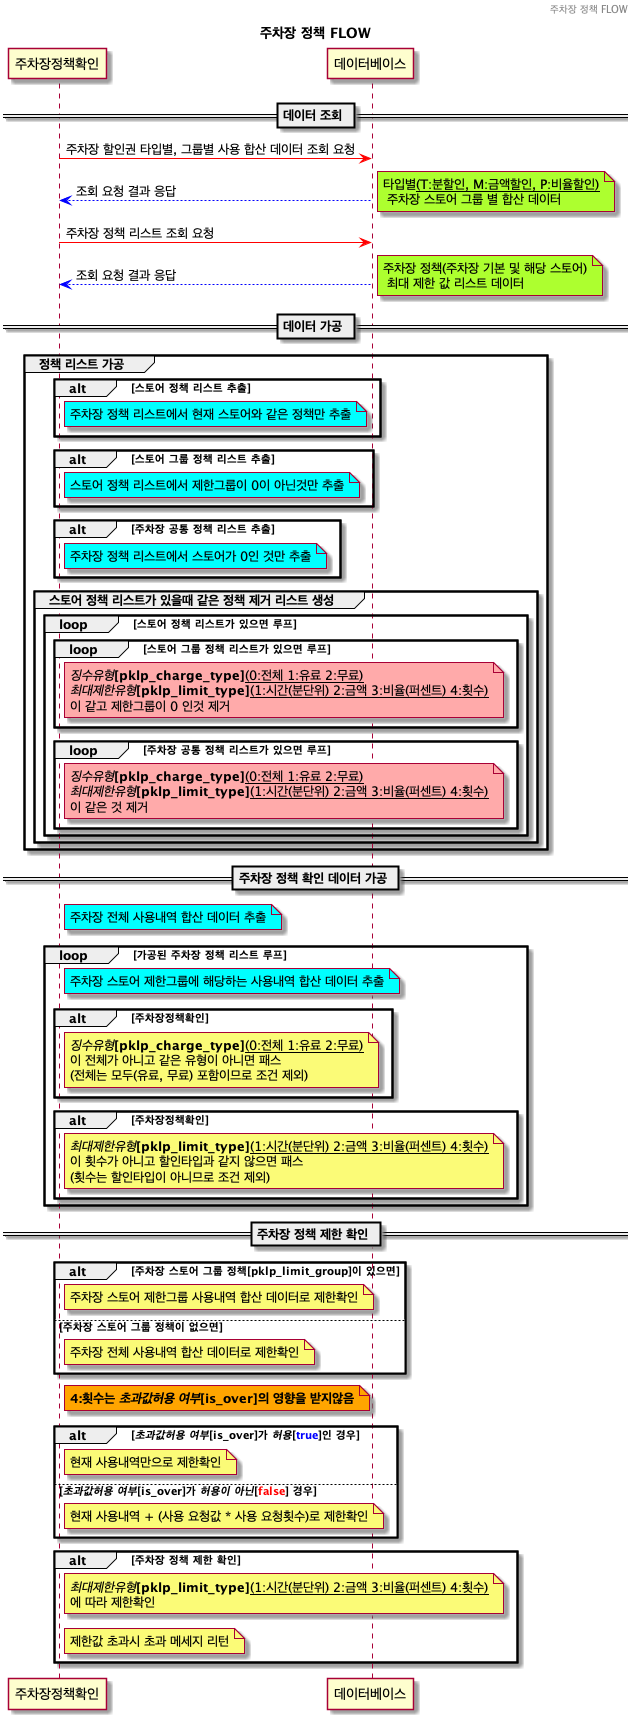 주차장 정책 FLOW
주차장 정책 FLOW
주차장정책확인
데이터베이스
데이터 조회
주차장 할인권 타입별, 그룹별 사용 합산 데이터 조회 요청
타입별(T:분할인, M:금액할인, P:비율할인)
주차장 스토어 그룹 별 합산 데이터
조회 요청 결과 응답
주차장 정책 리스트 조회 요청
주차장 정책(주차장 기본 및 해당 스토어)
최대 제한 값 리스트 데이터
조회 요청 결과 응답
데이터 가공
정책 리스트 가공
alt [스토어 정책 리스트 추출]
주차장 정책 리스트에서 현재 스토어와 같은 정책만 추출
alt [스토어 그룹 정책 리스트 추출]
스토어 정책 리스트에서 제한그룹이 0이 아닌것만 추출
alt [주차장 공통 정책 리스트 추출]
주차장 정책 리스트에서 스토어가 0인 것만 추출
스토어 정책 리스트가 있을때 같은 정책 제거 리스트 생성
loop [스토어 정책 리스트가 있으면 루프]
loop [스토어 그룹 정책 리스트가 있으면 루프]
징수유형[pklp_charge_type](0:전체 1:유료 2:무료)
최대제한유형[pklp_limit_type](1:시간(분단위) 2:금액 3:비율(퍼센트) 4:횟수)
이 같고 제한그룹이 0 인것 제거
loop [주차장 공통 정책 리스트가 있으면 루프]
징수유형[pklp_charge_type](0:전체 1:유료 2:무료)
최대제한유형[pklp_limit_type](1:시간(분단위) 2:금액 3:비율(퍼센트) 4:횟수)
이 같은 것 제거
주차장 정책 확인 데이터 가공
주차장 전체 사용내역 합산 데이터 추출
loop [가공된 주차장 정책 리스트 루프]
주차장 스토어 제한그룹에 해당하는 사용내역 합산 데이터 추출
alt [주차장정책확인]
징수유형[pklp_charge_type](0:전체 1:유료 2:무료)
이 전체가 아니고 같은 유형이 아니면 패스
(전체는 모두(유료, 무료) 포함이므로 조건 제외)
alt [주차장정책확인]
최대제한유형[pklp_limit_type](1:시간(분단위) 2:금액 3:비율(퍼센트) 4:횟수)
이 횟수가 아니고 할인타입과 같지 않으면 패스
(횟수는 할인타입이 아니므로 조건 제외)
주차장 정책 제한 확인
alt [주차장 스토어 그룹 정책[pklp_limit_group]이 있으면]
주차장 스토어 제한그룹 사용내역 합산 데이터로 제한확인
[주차장 스토어 그룹 정책이 없으면]
주차장 전체 사용내역 합산 데이터로 제한확인
4:횟수는 초과값허용 여부[is_over]의 영향을 받지않음
alt [초과값허용 여부[is_over]가 허용[true]인 경우]
현재 사용내역만으로 제한확인
[초과값허용 여부[is_over]가 허용이 아닌[false] 경우]
현재 사용내역 + (사용 요청값 * 사용 요청횟수)로 제한확인
alt [주차장 정책 제한 확인]
최대제한유형[pklp_limit_type](1:시간(분단위) 2:금액 3:비율(퍼센트) 4:횟수)
에 따라 제한확인
제한값 초과시 초과 메세지 리턴
주차장정책확인
데이터베이스